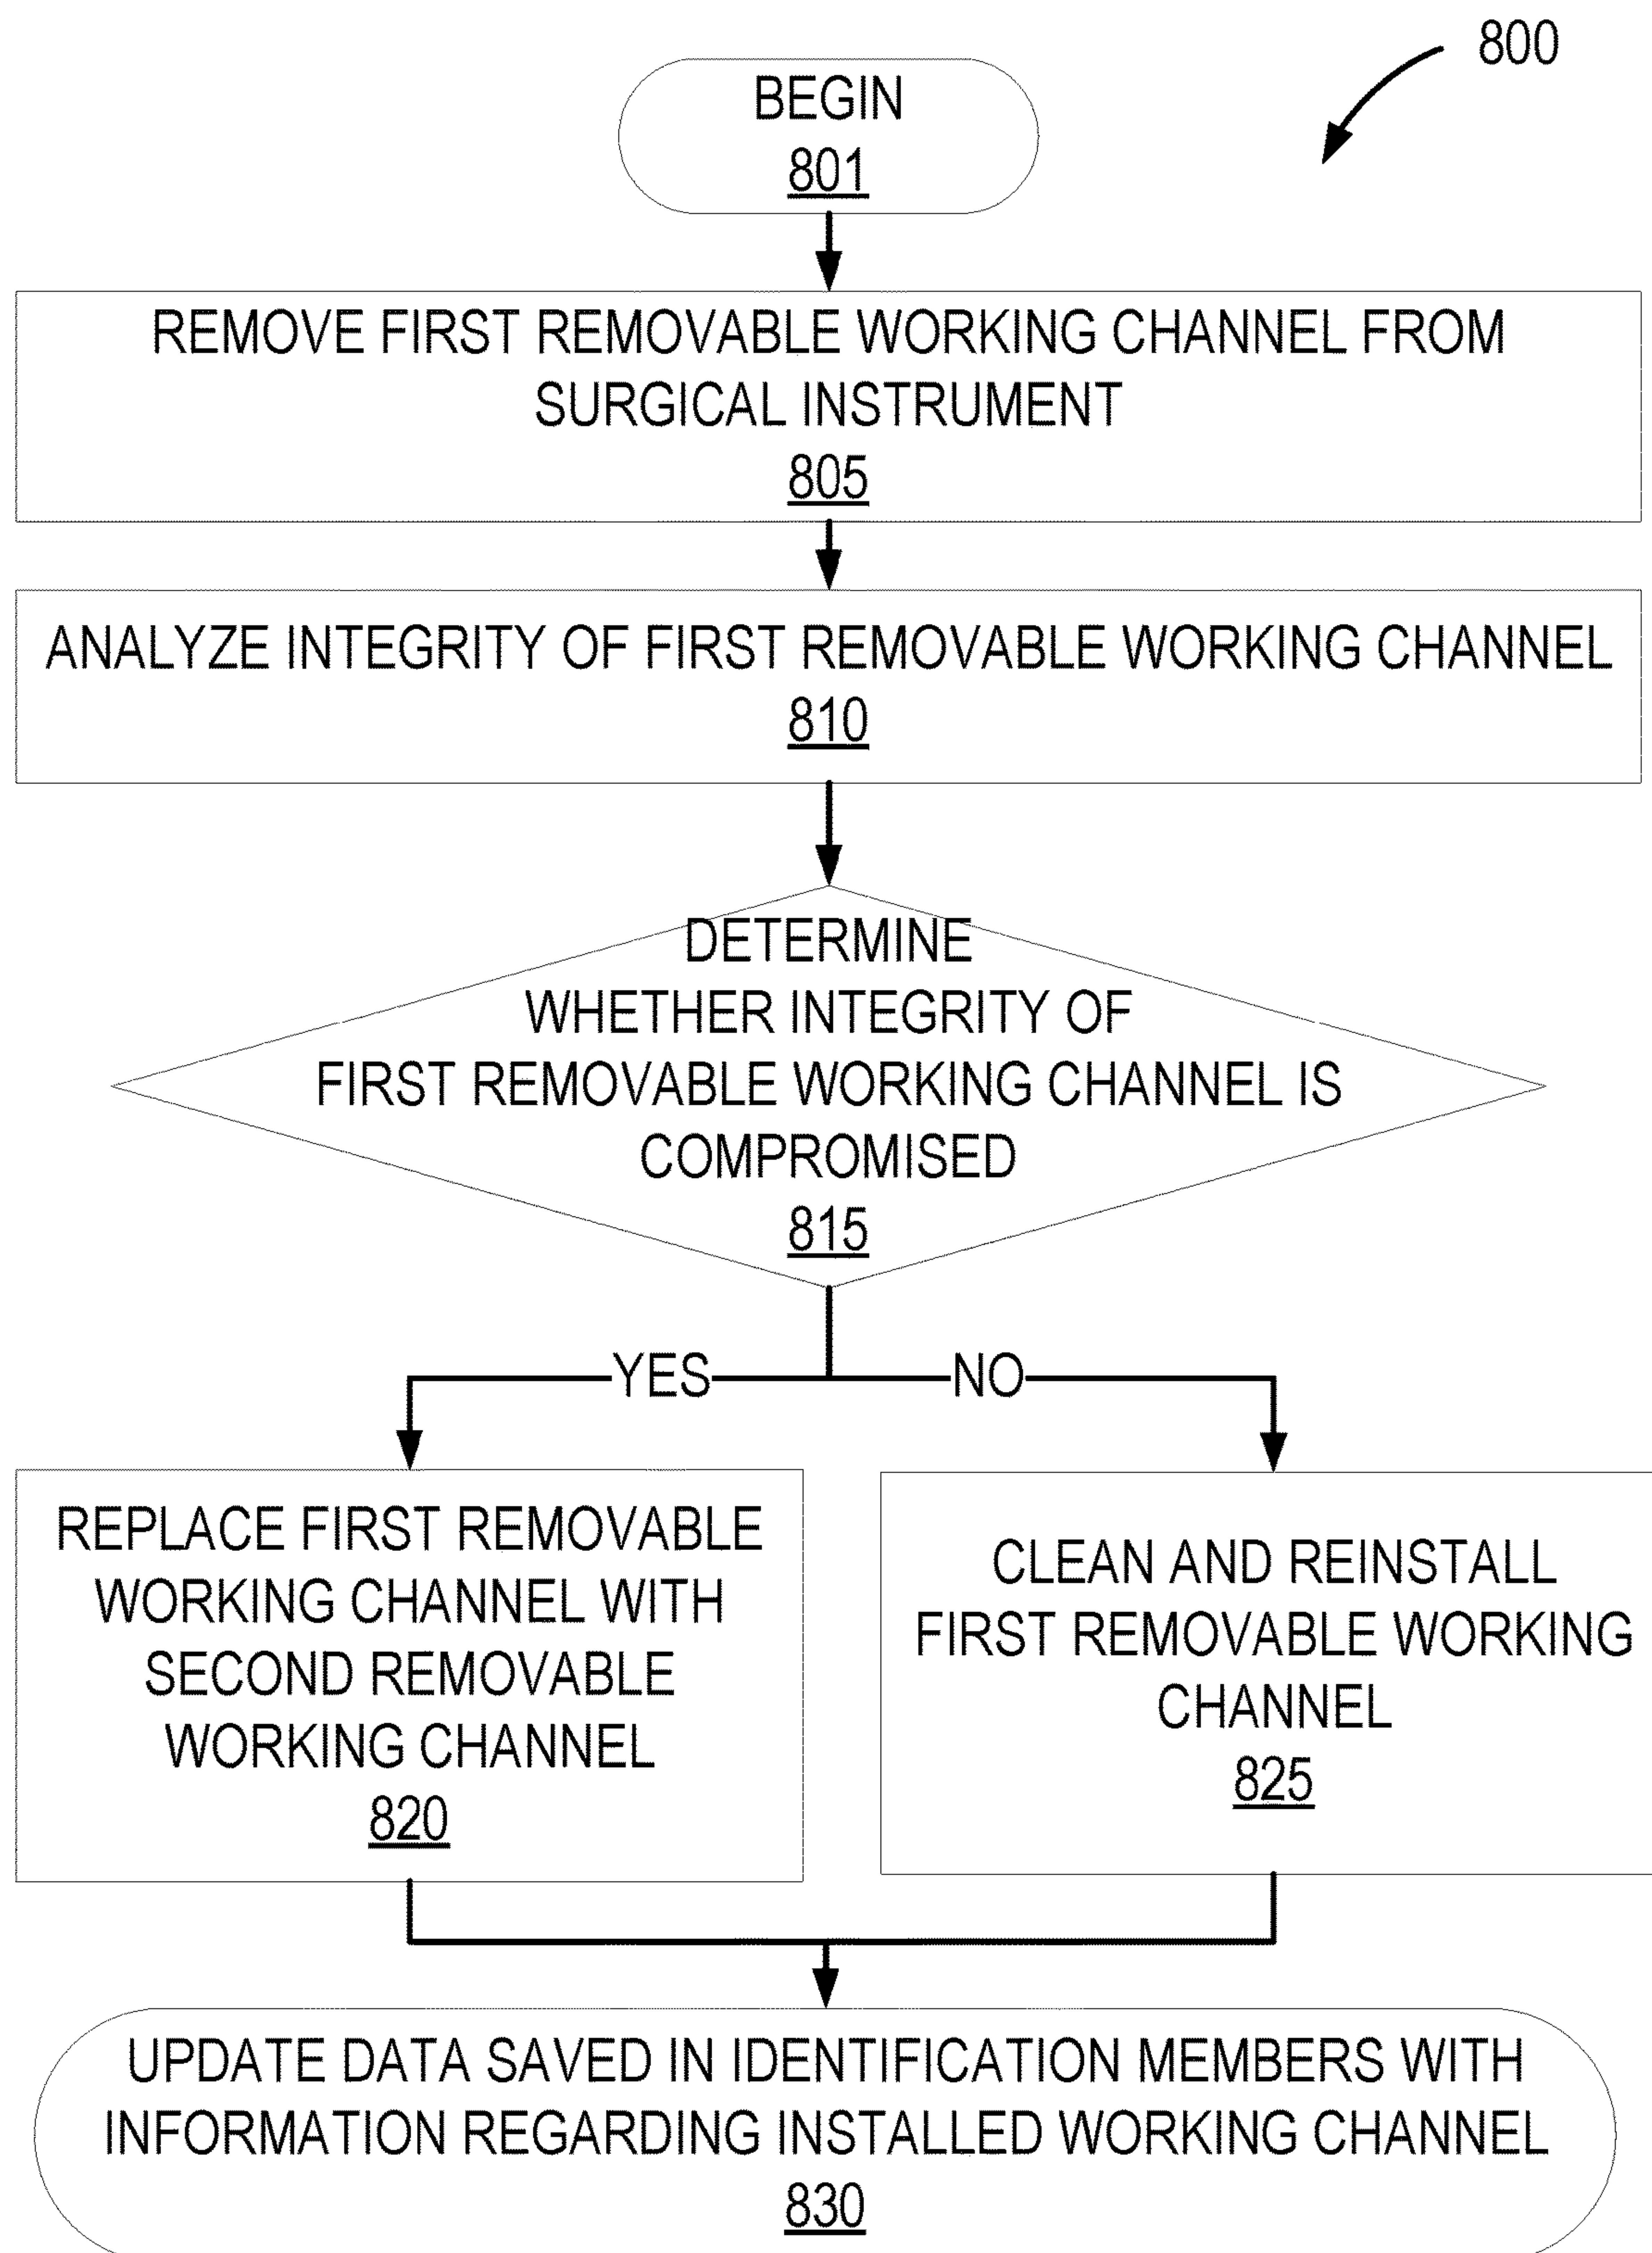 800
BEGIN
801
REMOVE FIRST REMOVABLE WORKING CHANNEL FROM
SURGICAL INSTRUMENT
805
ANALYZE INTEGRITY OF FIRST REMOVABLE WORKING CHANNEL
810
DETERMINE
WHETHER INTEGRITY OF
FIRST REMOVABLE WORKING CHANNEL IS
COMPROMISED
815
YES
NO
REPLACE FIRST REMOVABLE
WORKING CHANNEL WITH
SECOND REMOVABLE
WORKING CHANNEL
820
CLEAN AND REINSTALL
FIRST REMOVABLE WORKING
CHANNEL
825
UPDATE DATA SAVED IN IDENTIFICATION MEMBERS WITH
INFORMATION REGARDING INSTALLED WORKING CHANNEL
830